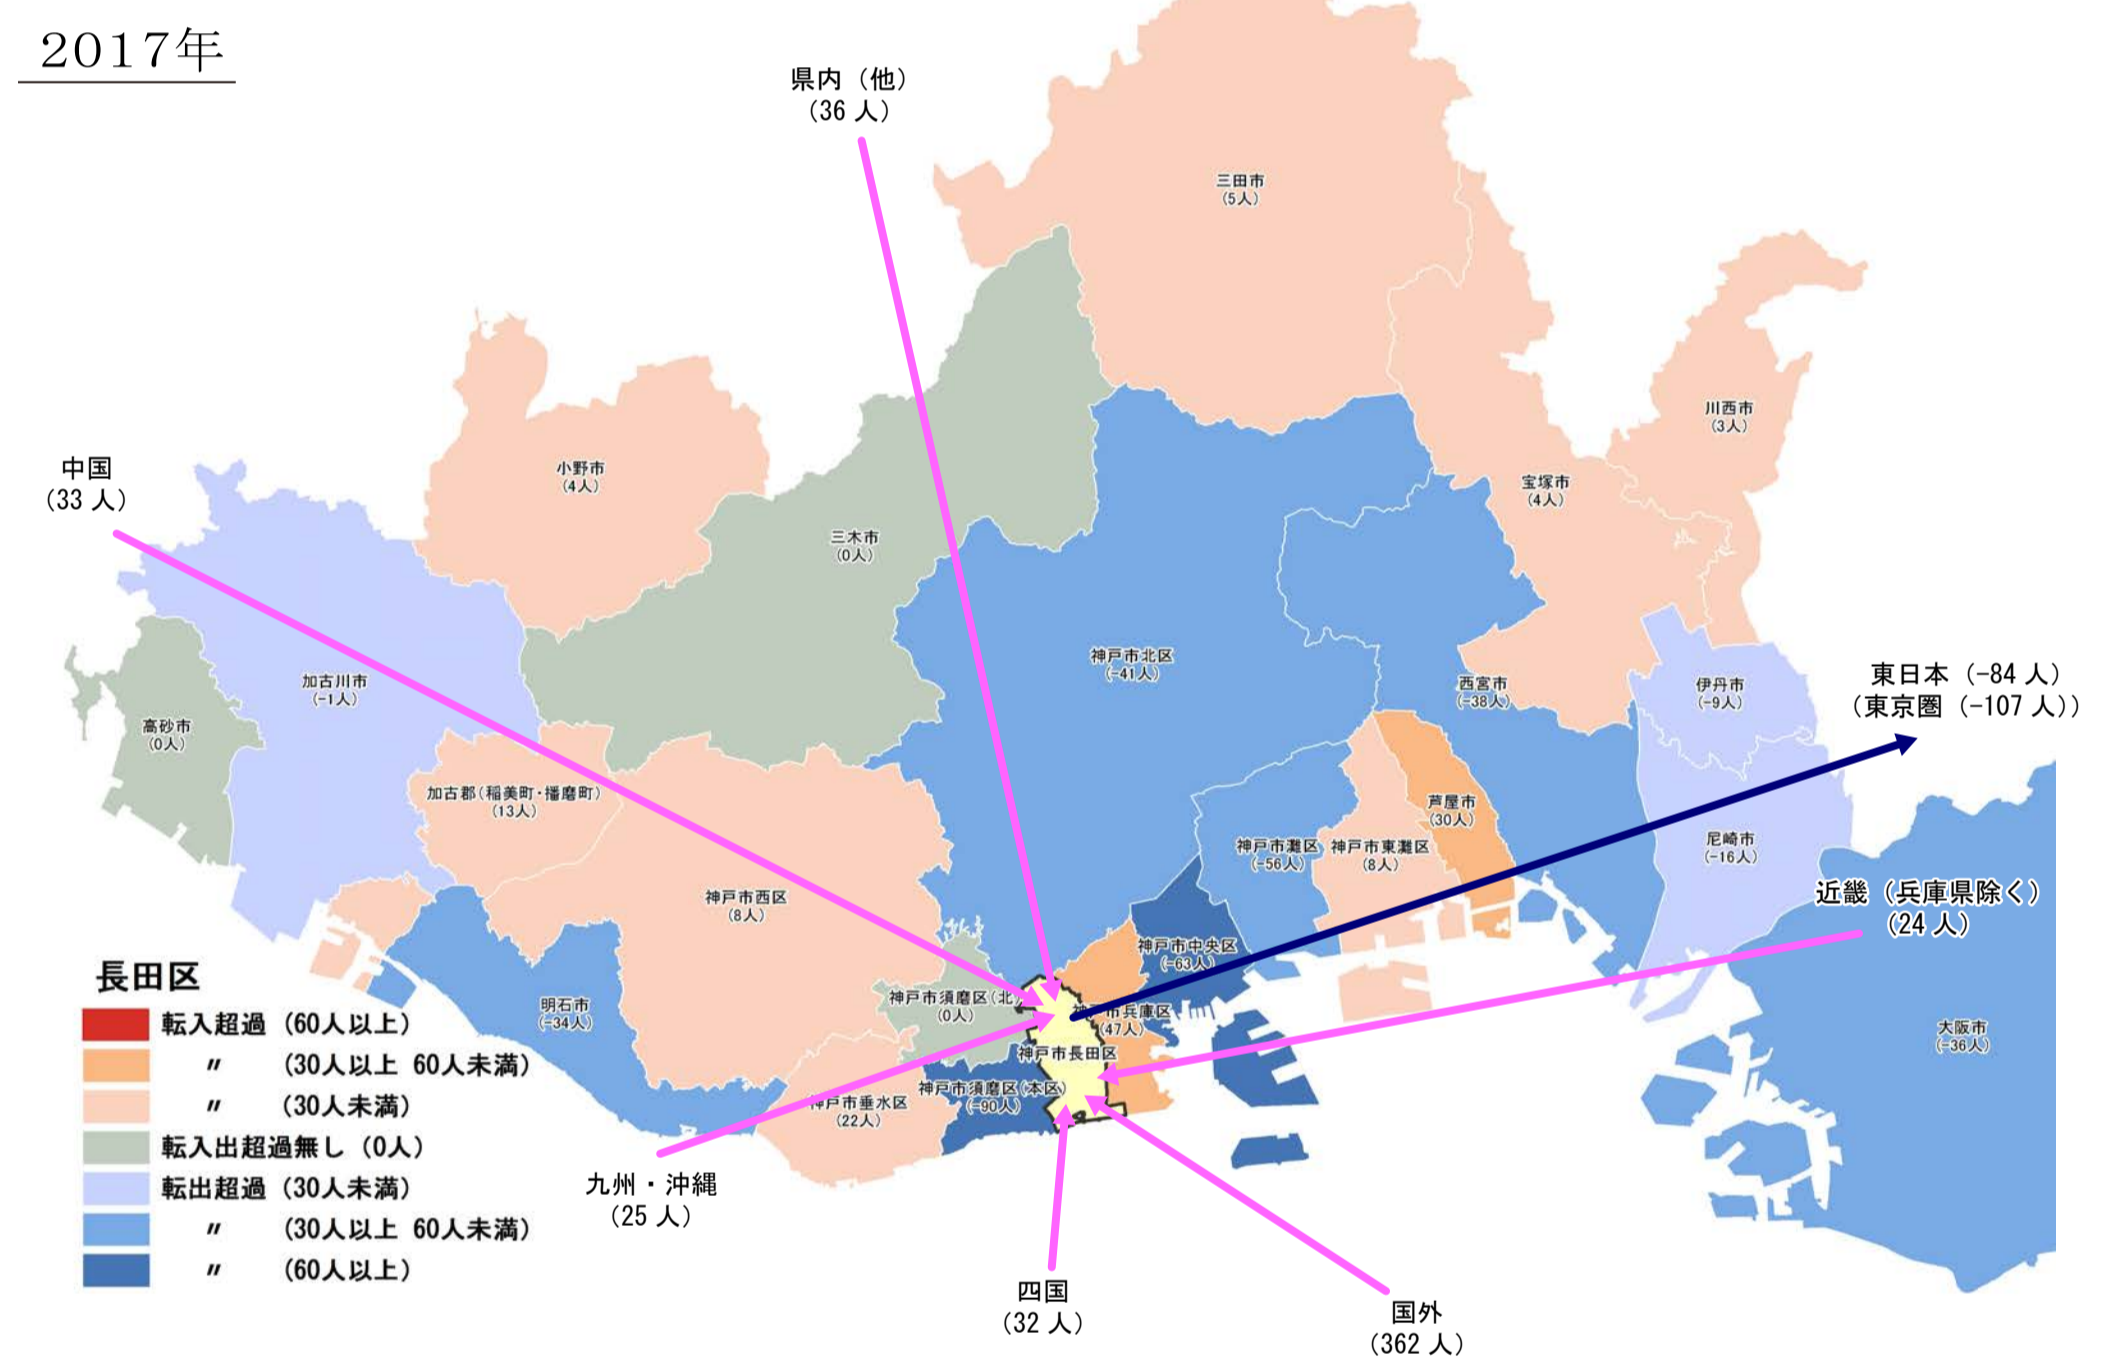 2017年
県内（他）
（36 人）
三田市
（5人）
川西市
（3人）
中国
（33 人）
小野市
（4人）
宝塚市
（4人）
三木市
（0人）
神戸市北区
（-41人）
東日本（-84 人）
（東京圏（-107 人））
加古川市
（-1人）
西宮市
（-38人）
伊丹市
（-9人）
高砂市
（0人）
加古郡（稲美町・播磨町）
（13人）
芦屋市
（30人）
神戸市灘区
（-56人）
神戸市東灘区
（8人）
尼崎市
（-16人）
神戸市西区
（8人）
近畿（兵庫県除く）
（24 人）
神戸市中央区
（-63人）
神戸市須磨区（北）
（0人）
明石市
（-34人）
神戸市兵庫区
（47人）
大阪市
（-36人）
神戸市長田区
神戸市須磨区（本区）
（-90人）
神戸市垂水区
（22人）
長田区
転入超過（60人以上）
〃 （30人以上 60人未満）
〃 （30人未満）
転入出超過無し（0人）
転出超過（30人未満）
〃 （30人以上 60人未満）
〃 （60人以上）
九州・沖縄
（25 人）
四国
（32 人）
国外
（362 人）